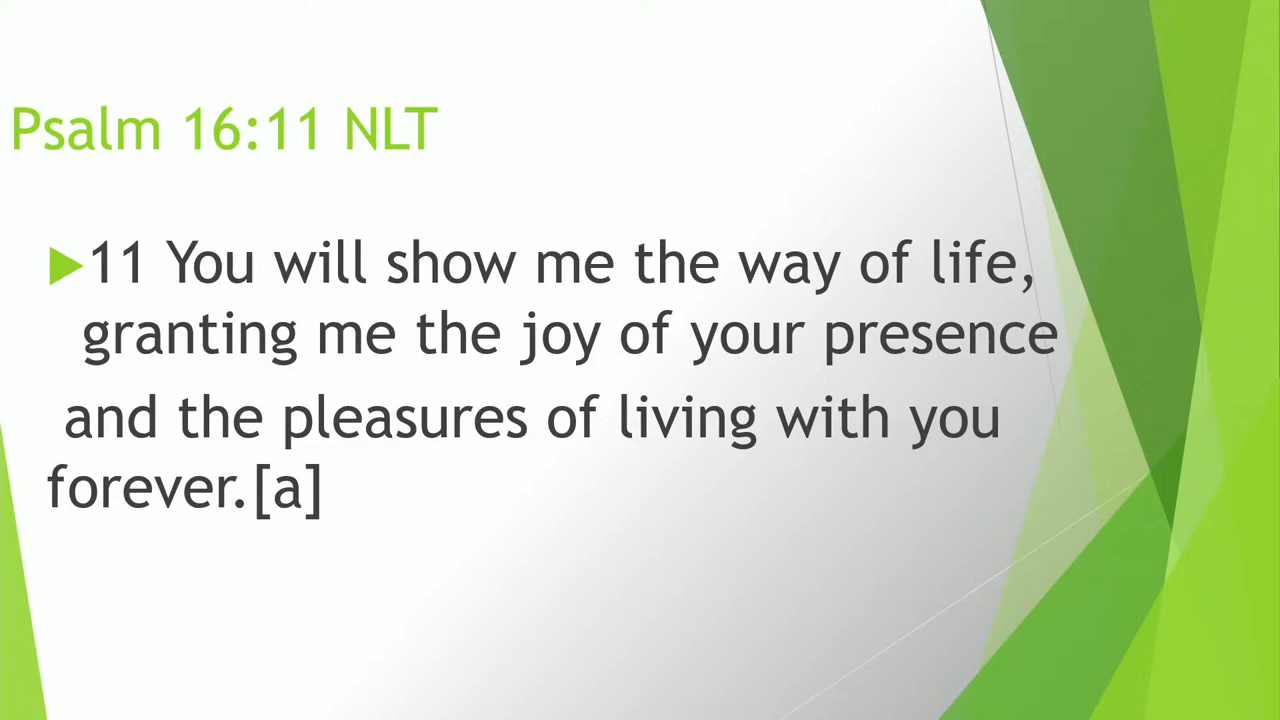 Psalm 16:11 NLT
11 You will show me the way of life,
granting me the joy of your presence
and the pleasures of living with you
forever.[a]